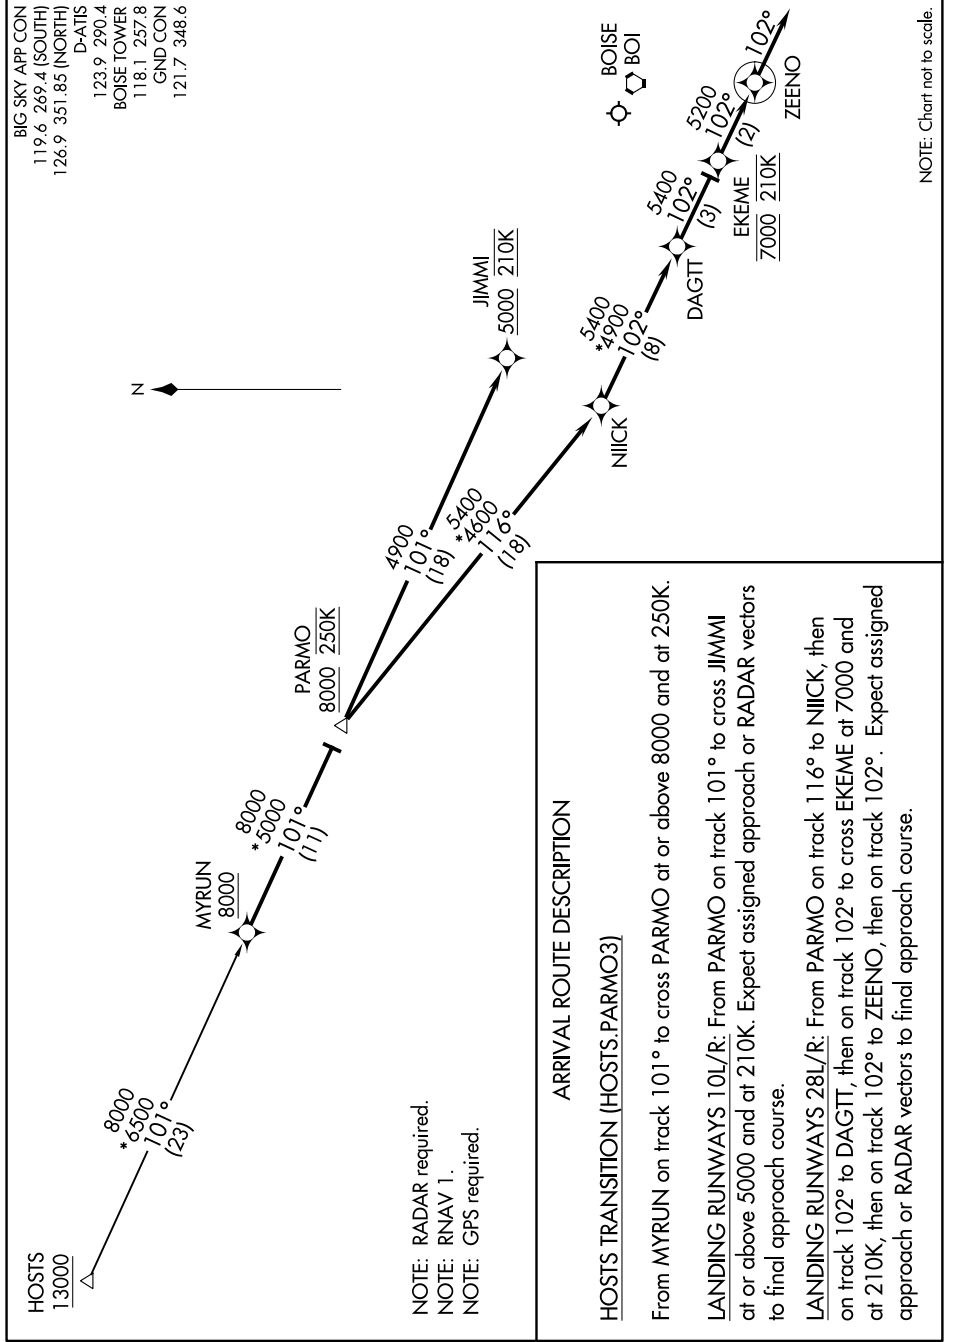 BIG SKY APP CON
119.6 269.4 (SOUTH)
126.9 351.85 (NORTH)
D-ATIS
123.9 290.4
BOISE TOWER
118.1 257.8
GND CON
121.7 348.6
HOSTS
13000
8000
*6500
101°
(23)
MYRUN
8000
8000
*5000
101°
(11)
PARMO
8000 250K
4900
101°
(18)
JIMMI
5000 210K
5400
*4600
116°
(18)
NIICK
5400
*4900
102°
(8)
DAGTT
5400
102°
(3)
EKEME
7000 210K
5200
102°
(2)
ZEENO
102°
BOISE
BOI
N
NOTE: RADAR required.
NOTE: RNAV 1.
NOTE: GPS required.
NOTE: Chart not to scale.
ARRIVAL ROUTE DESCRIPTION
HOSTS TRANSITION (HOSTS.PARMO3)
From MYRUN on track 101° to cross PARMO at or above 8000 and at 250K.
LANDING RUNWAYS 10L/R: From PARMO on track 101° to cross JIMMI
at or above 5000 and at 210K. Expect assigned approach or RADAR vectors
to final approach course.
LANDING RUNWAYS 28L/R: From PARMO on track 116° to NIICK, then
on track 102° to DAGTT, then on track 102° to cross EKEME at 7000 and
at 210K, then on track 102° to ZEENO, then on track 102°. Expect assigned
approach or RADAR vectors to final approach course.